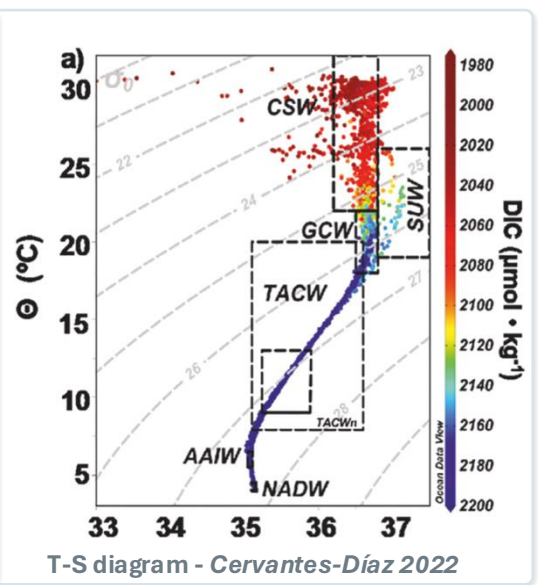 a)
σ₀
30
25
20
15
10
5
Θ (ºC)
33 34 35 36 37
CSW
SUW
GCW
TACW
TACWn
AAIW
NADW
22
23
24
25
26
27
28
Ocean Data View
1980
2000
2020
2040
2060
2080
2100
2120
2140
2160
2180
2200
DIC (μmol • kg⁻¹)
T-S diagram - Cervantes-Díaz 2022